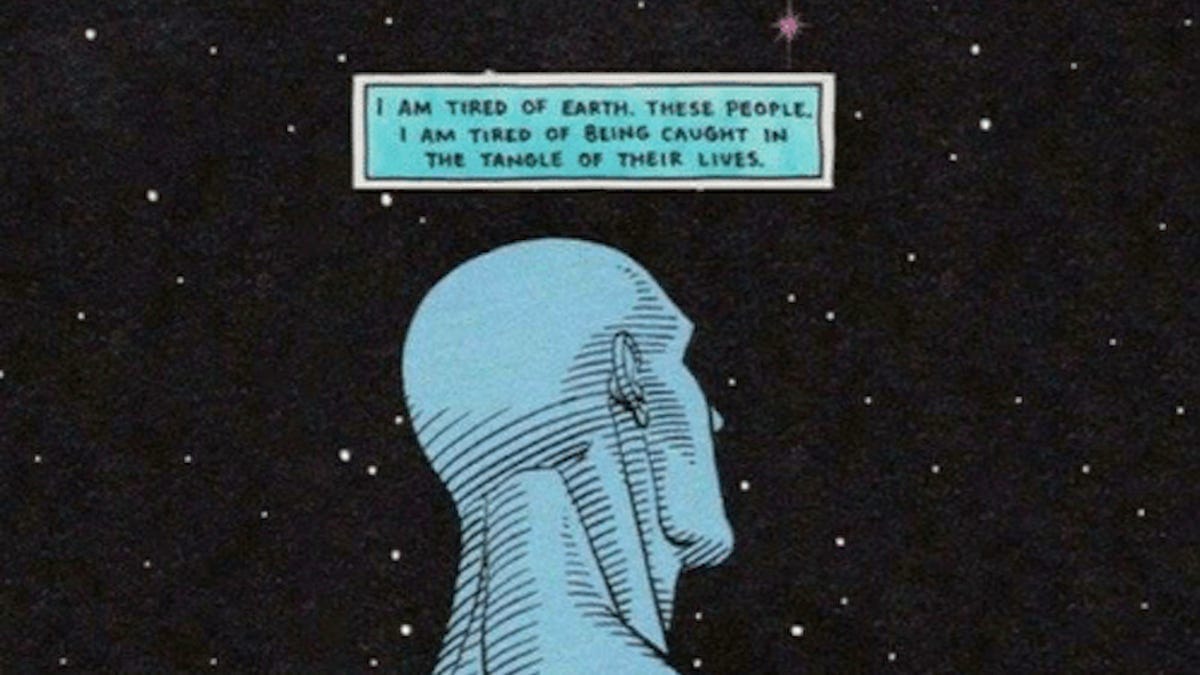 I AM TIRED OF EARTH. THESE PEOPLE.
I AM TIRED OF BEING CAUGHT IN
THE TANGLE OF THEIR LIVES.